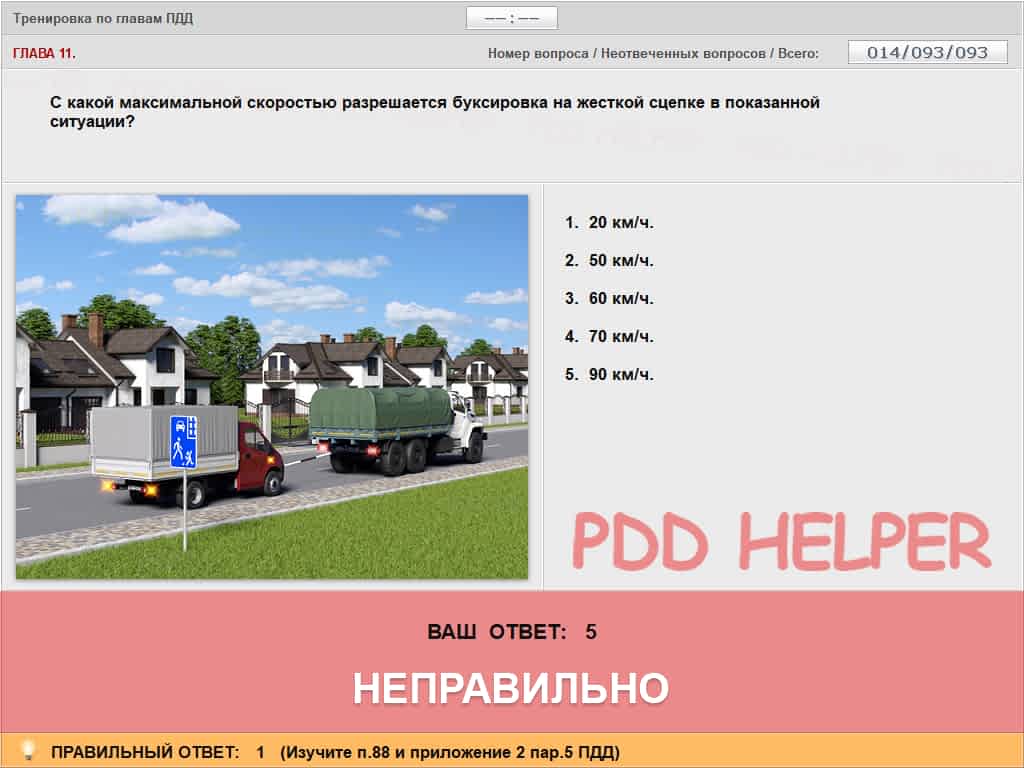 Тренировка по главам ПДД
—— : ——
ГЛАВА 11.
Номер вопроса / Неотвеченных вопросов / Всего: 014/093/093
С какой максимальной скоростью разрешается буксировка на жесткой сцепке в показанной
ситуации?
1. 20 км/ч.
2. 50 км/ч.
3. 60 км/ч.
4. 70 км/ч.
5. 90 км/ч.
PDD HELPER
ВАШ ОТВЕТ: 5
НЕПРАВИЛЬНО
ПРАВИЛЬНЫЙ ОТВЕТ: 1 (Изучите п.88 и приложение 2 пар.5 ПДД)